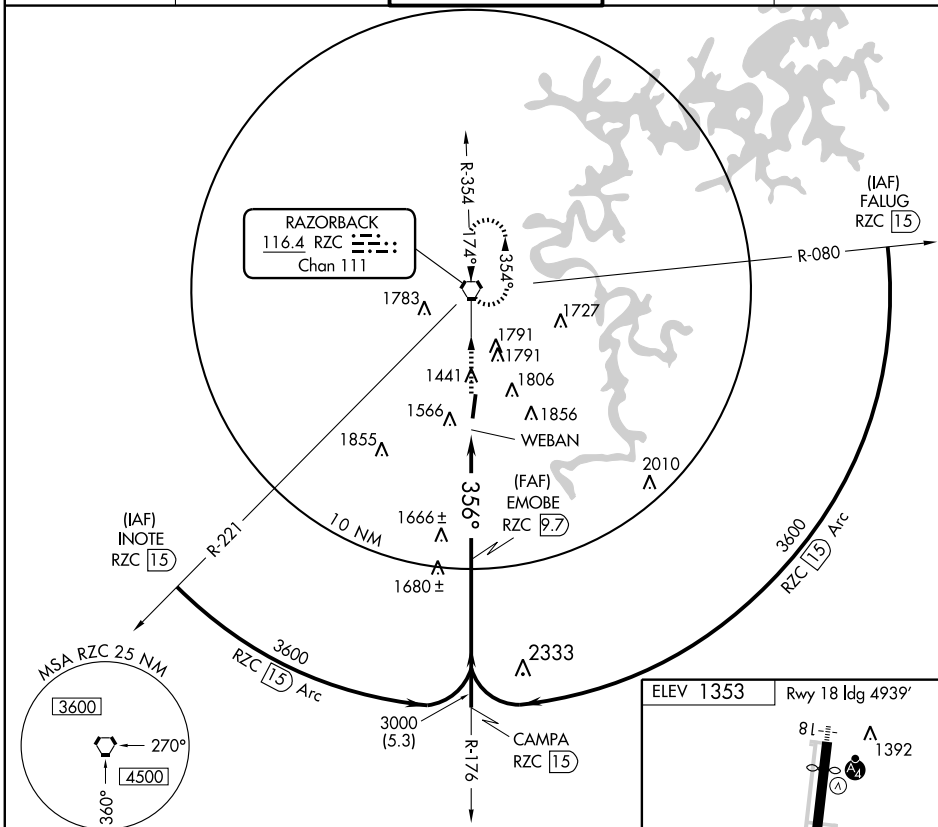 R-354
174°
354°
RAZORBACK
116.4 RZC
Chan 111
(IAF)
FALUG
RZC 15
R-080
1783
1727
1791
1791
1441
1806
1566
1856
WEBAN
1855
2010
356°
(FAF)
EMOBE
RZC 9.7
1666 ±
10 NM
(IAF)
INOTE
RZC 15
R-221
1680 ±
3600
RZC 15 Arc
3600
RZC 15 Arc
2333
3000
(5.3)
CAMPA
RZC 15
R-176
MSA RZC 25 NM
3600
270°
4500
360°
ELEV 1353
Rwy 18 ldg 4939'
18
1392
A4